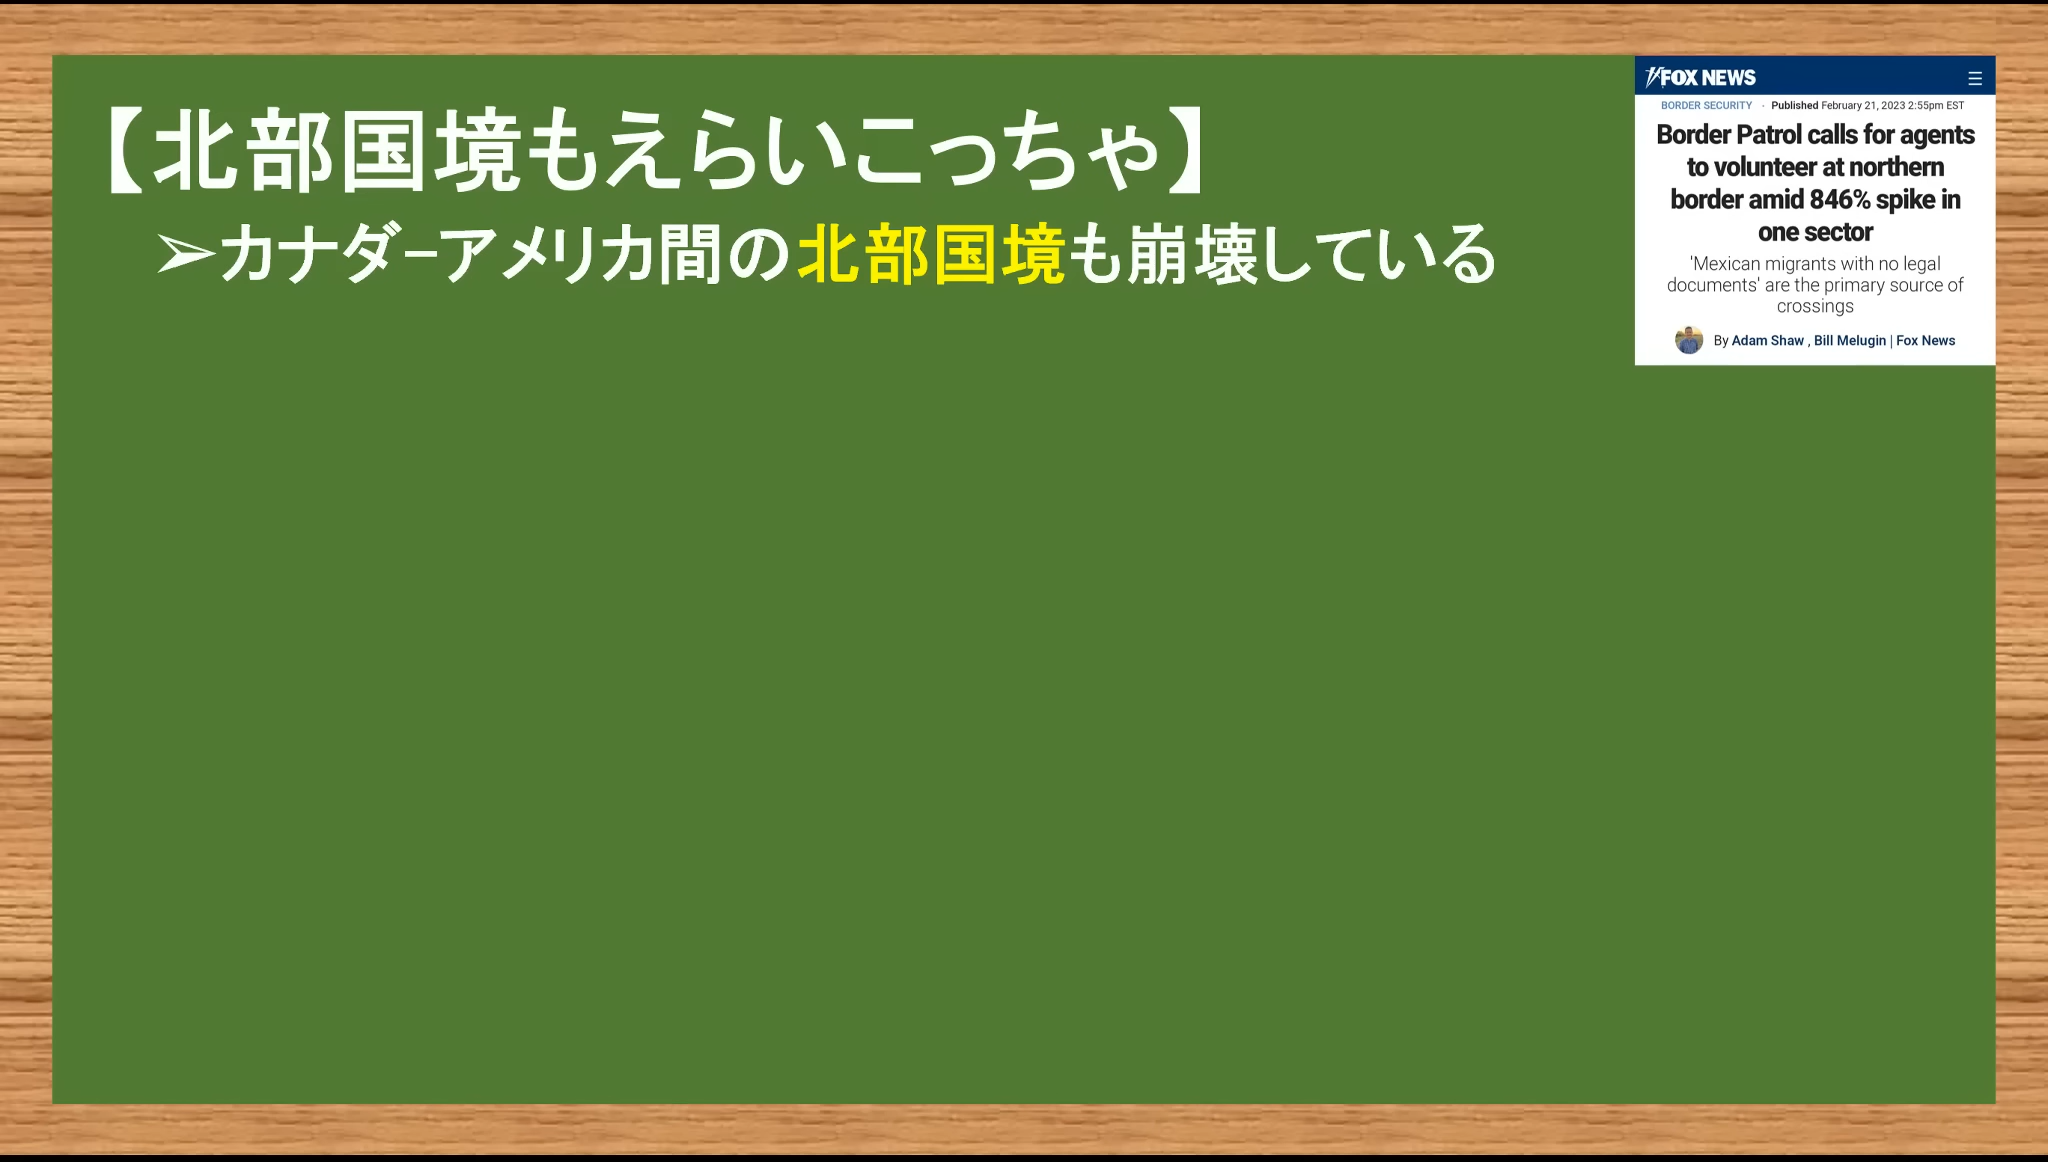 【北部国境もえらいこっちゃ】
➢カナダ−アメリカ間の北部国境も崩壊している
FOX NEWS
BORDER SECURITY · Published February 21, 2023 2:55pm EST
Border Patrol calls for agents
to volunteer at northern
border amid 846% spike in
one sector
'Mexican migrants with no legal
documents' are the primary source of
crossings
By Adam Shaw , Bill Melugin | Fox News